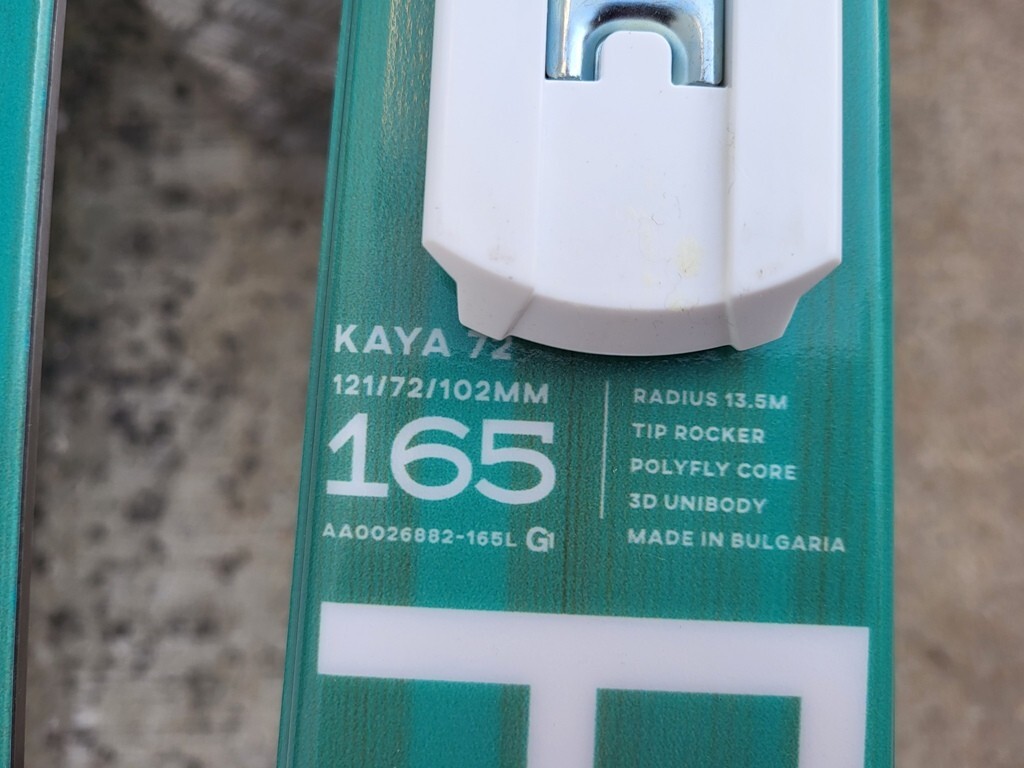 KAYA 72
121/72/102MM
165
AA0026882-165L G1
RADIUS 13.5M
TIP ROCKER
POLYFLY CORE
3D UNIBODY
MADE IN BULGARIA